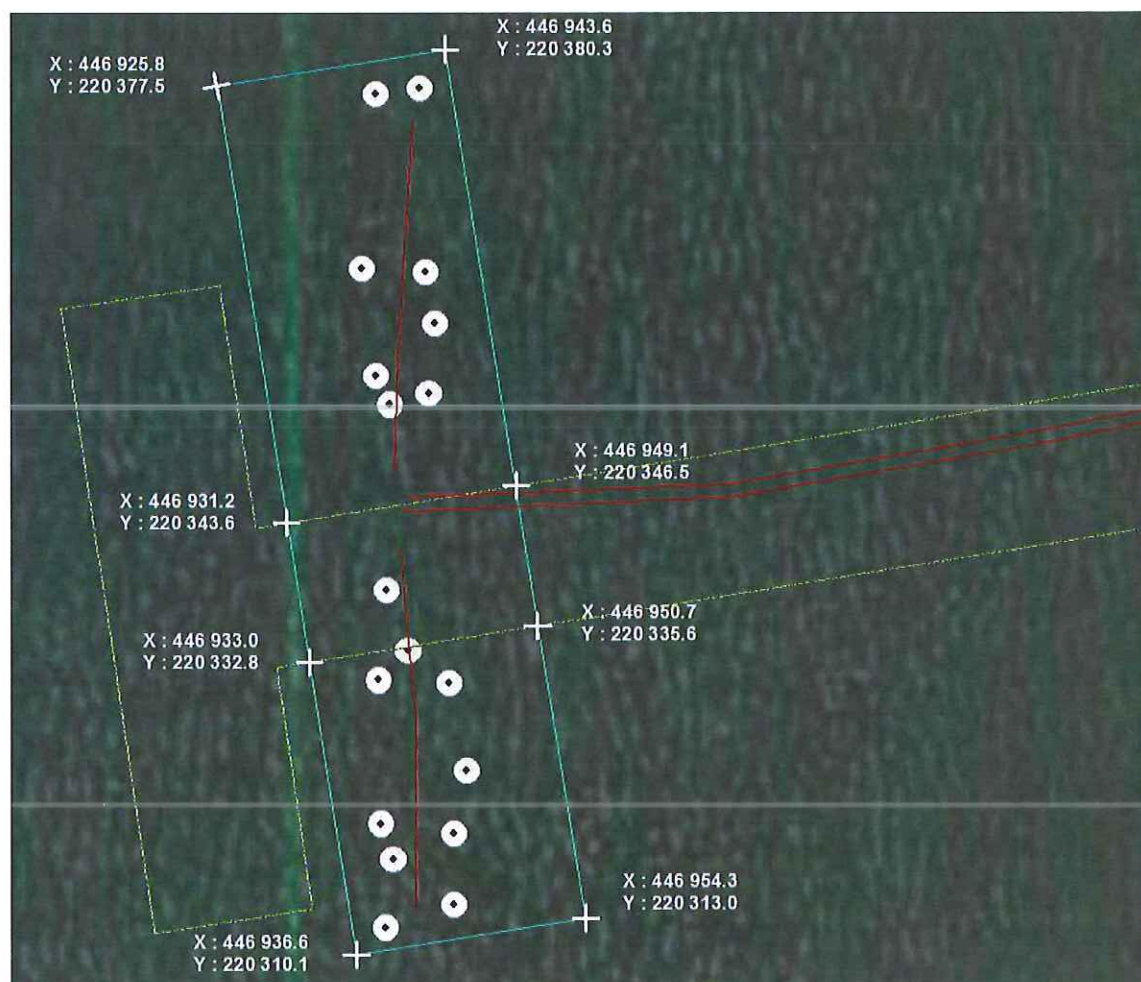 X : 446 943.6
Y : 220 380.3
X : 446 925.8
Y : 220 377.5
X : 446 949.1
Y : 220 346.5
X : 446 931.2
Y : 220 343.6
X : 446 950.7
Y : 220 335.6
X : 446 933.0
Y : 220 332.8
X : 446 954.3
Y : 220 313.0
X : 446 936.6
Y : 220 310.1